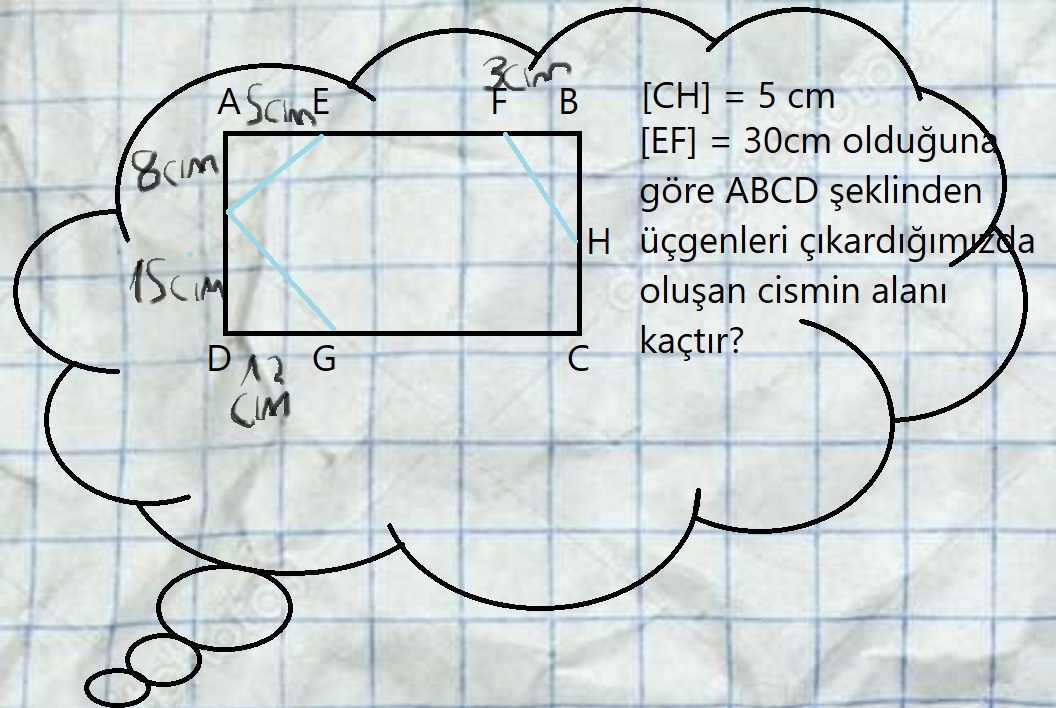 3cm
A 5cm E F B
8cm
15cm
H
D G C
12
cm
[CH] = 5 cm
[EF] = 30cm olduğuna
göre ABCD şeklinden
üçgenleri çıkardığımızda
oluşan cismin alanı
kaçtır?